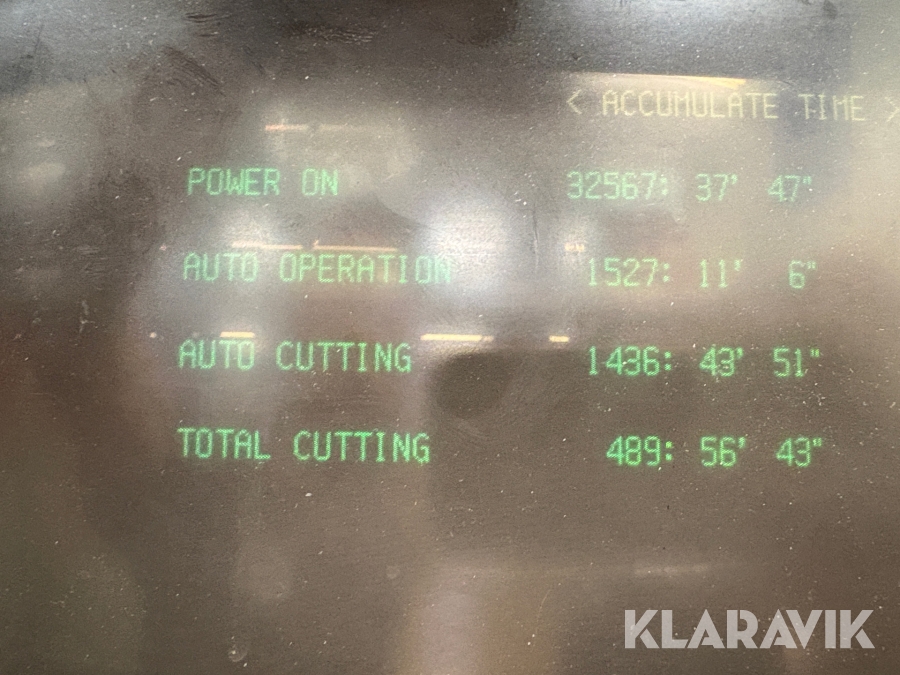 < ACCUMULATE TIME >
POWER ON 32567: 37' 47"
AUTO OPERATION 1527: 11' 6"
AUTO CUTTING 1436: 43' 51"
TOTAL CUTTING 489: 56' 43"
KLARAVIK